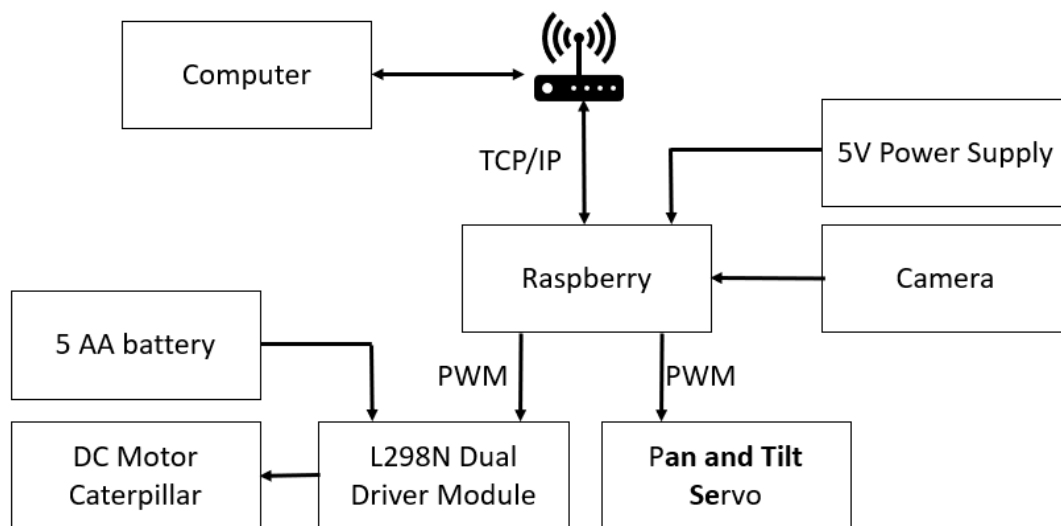 Computer
TCP/IP
5V Power Supply
Raspberry
Camera
5 AA battery
PWM
PWM
DC Motor
Caterpillar
L298N Dual
Driver Module
Pan and Tilt
Servo